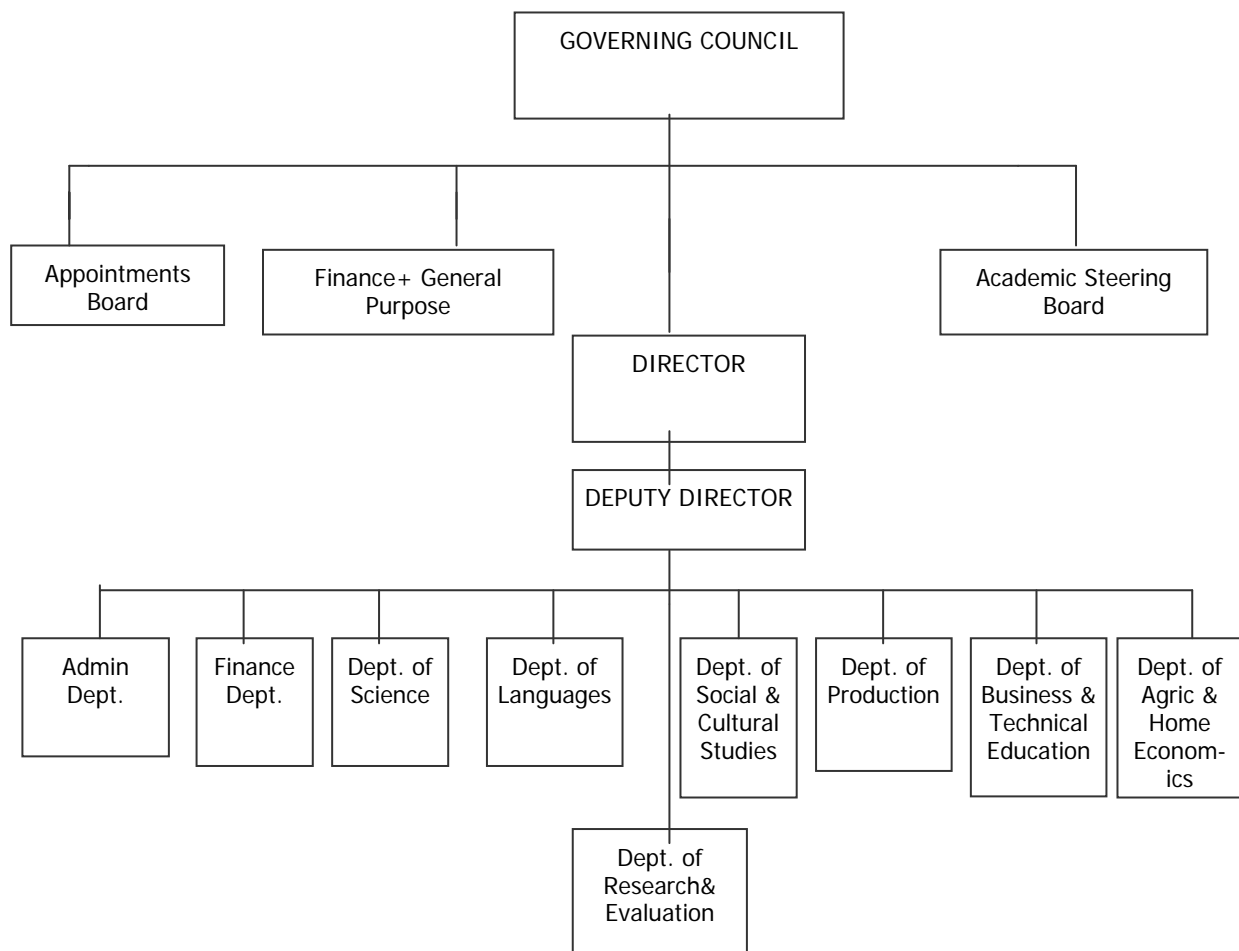 GOVERNING COUNCIL
Appointments
Board
Finance+ General
Purpose
Academic Steering
Board
DIRECTOR
DEPUTY DIRECTOR
Admin
Dept.
Finance
Dept.
Dept. of
Science
Dept. of
Languages
Dept. of
Social &
Cultural
Studies
Dept. of
Production
Dept. of
Business &
Technical
Education
Dept. of
Agric &
Home
Econom-
ics
Dept. of
Research&
Evaluation